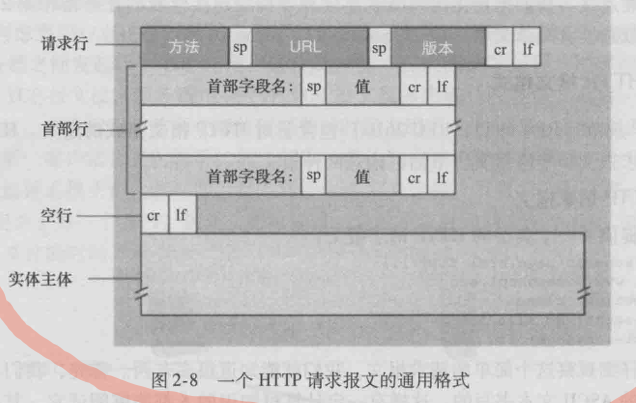 请求行 方法 sp URL sp 版本 cr lf
首部字段名: sp 值 cr lf
首部行
首部字段名: sp 值 cr lf
空行 cr lf
实体主体
图 2-8 一个 HTTP 请求报文的通用格式